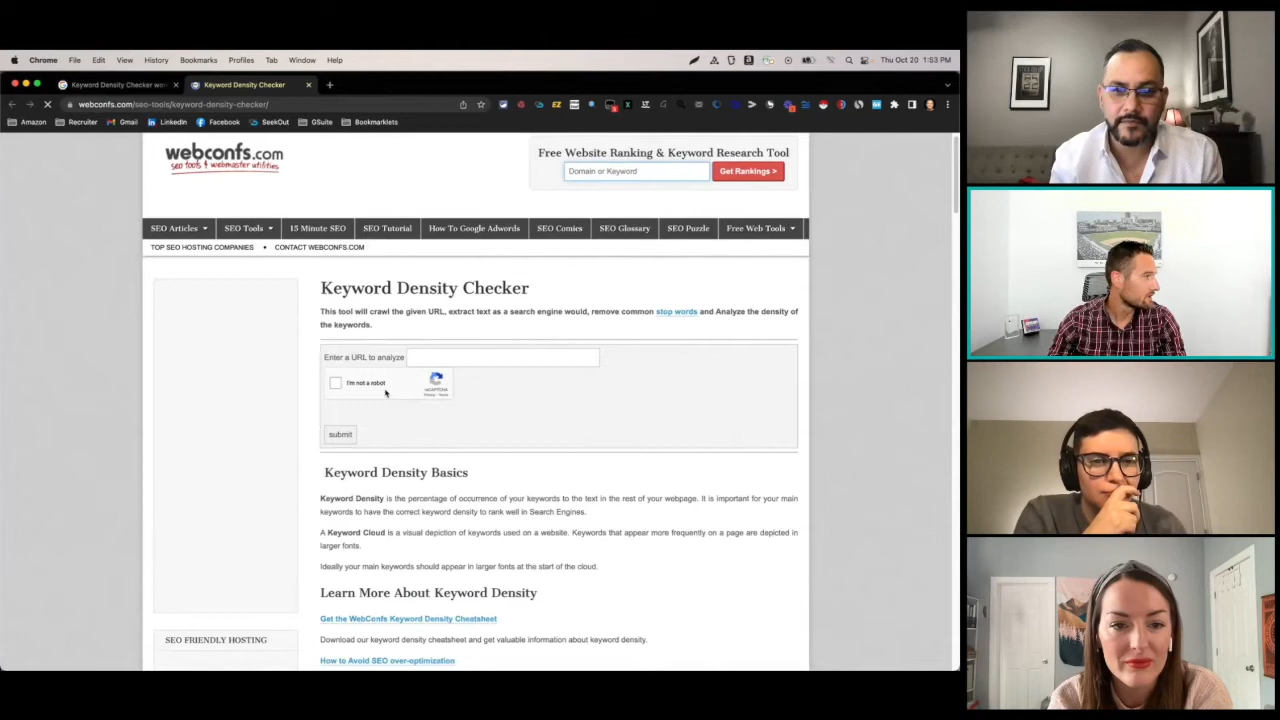 Chrome File Edit View History Bookmarks Profiles Tab Window Help
Thu Oct 20 1:53 PM
Keyword Density Checker
webconfs.com/seo-tools/keyword-density-checker/
Amazon Recruiter Gmail LinkedIn Facebook SeekOut GSuite Bookmarklets
webconfs.com
seo tools & webmaster utilities
Free Website Ranking & Keyword Research Tool
Domain or Keyword Get Rankings >
SEO Articles SEO Tools 15 Minute SEO SEO Tutorial How To Google Adwords SEO Comics SEO Glossary SEO Puzzle Free Web Tools
TOP SEO HOSTING COMPANIES • CONTACT WEBCONFS.COM
Keyword Density Checker
This tool will crawl the given URL, extract text as a search engine would, remove common stop words and Analyze the density of
the keywords.
Enter a URL to analyze
I'm not a robot
reCAPTCHA
Privacy - Terms
submit
Keyword Density Basics
Keyword Density is the percentage of occurrence of your keywords to the text in the rest of your webpage. It is important for your main
keywords to have the correct keyword density to rank well in Search Engines.
A Keyword Cloud is a visual depiction of keywords used on a website. Keywords that appear more frequently on a page are depicted in
larger fonts.
Ideally your main keywords should appear in larger fonts at the start of the cloud.
Learn More About Keyword Density
Get the WebConfs Keyword Density Cheatsheet
Download our keyword density cheatsheet and get valuable information about keyword density.
SEO FRIENDLY HOSTING
How to Avoid SEO over-optimization